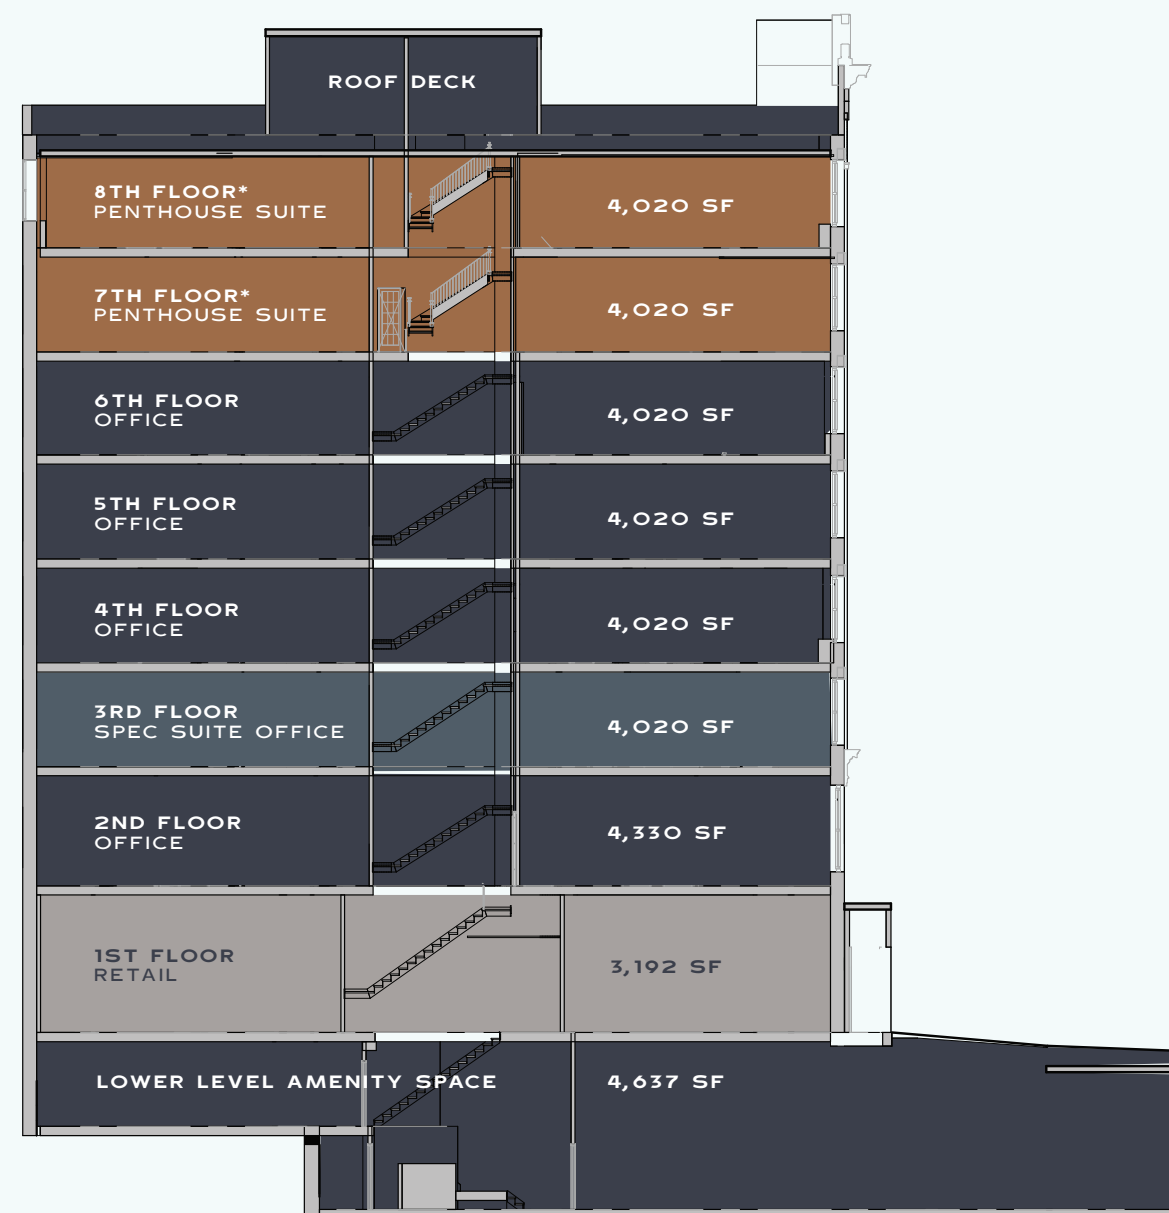 ROOF DECK
8TH FLOOR*
PENTHOUSE SUITE
4,020 SF
7TH FLOOR*
PENTHOUSE SUITE
4,020 SF
6TH FLOOR
OFFICE
4,020 SF
5TH FLOOR
OFFICE
4,020 SF
4TH FLOOR
OFFICE
4,020 SF
3RD FLOOR
SPEC SUITE OFFICE
4,020 SF
2ND FLOOR
OFFICE
4,330 SF
1ST FLOOR
RETAIL
3,192 SF
LOWER LEVEL AMENITY SPACE 4,637 SF